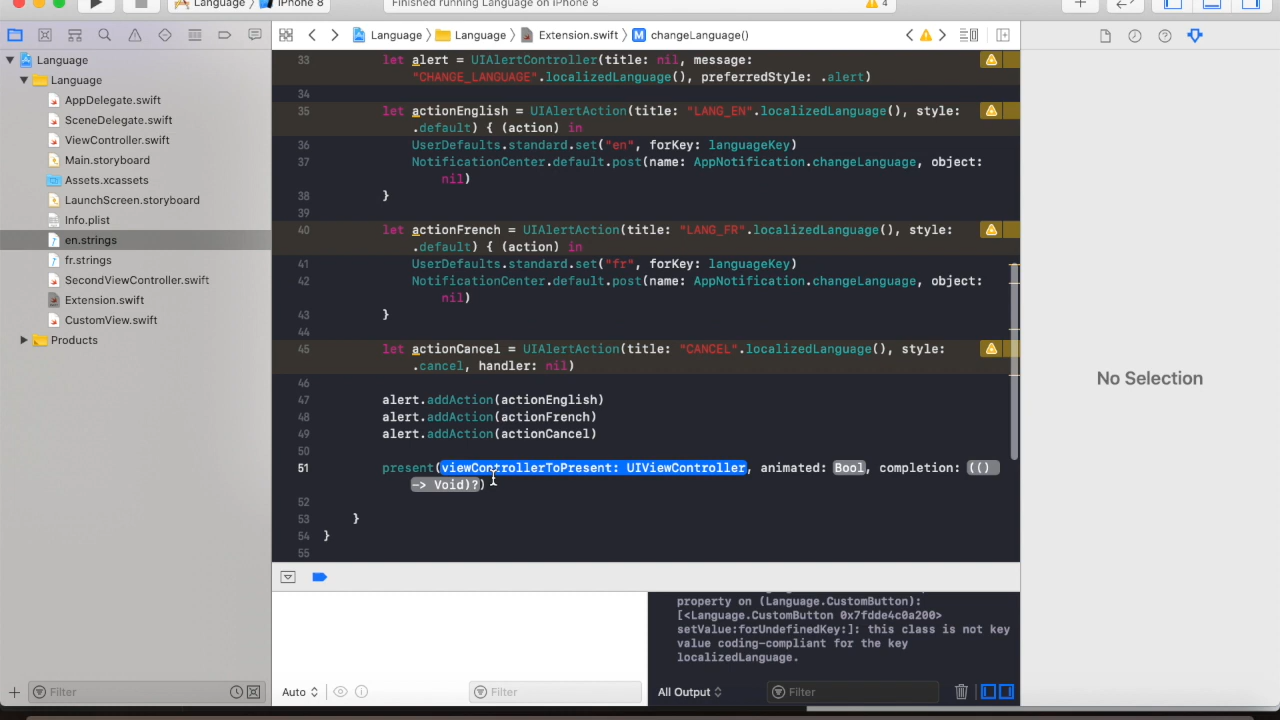 Language
iPhone 8
Finished running Language on iPhone 8
4
Language
Language
Extension.swift
M changeLanguage()
Language
Language
AppDelegate.swift
SceneDelegate.swift
ViewController.swift
Main.storyboard
Assets.xcassets
LaunchScreen.storyboard
Info.plist
en.strings
fr.strings
SecondViewController.swift
Extension.swift
CustomView.swift
Products
Filter
33 let alert = UIAlertController(title: nil, message:
"CHANGE_LANGUAGE".localizedLanguage(), preferredStyle: .alert)
34
35 let actionEnglish = UIAlertAction(title: "LANG_EN".localizedLanguage(), style:
.default) { (action) in
36 UserDefaults.standard.set("en", forKey: languageKey)
37 NotificationCenter.default.post(name: AppNotification.changeLanguage, object:
nil)
38 }
39
40 let actionFrench = UIAlertAction(title: "LANG_FR".localizedLanguage(), style:
.default) { (action) in
41 UserDefaults.standard.set("fr", forKey: languageKey)
42 NotificationCenter.default.post(name: AppNotification.changeLanguage, object:
nil)
43 }
44
45 let actionCancel = UIAlertAction(title: "CANCEL".localizedLanguage(), style:
.cancel, handler: nil)
46
47 alert.addAction(actionEnglish)
48 alert.addAction(actionFrench)
49 alert.addAction(actionCancel)
50
51 present(viewControllerToPresent: UIViewController, animated: Bool, completion: (()
-> Void)?)
52
53 }
54 }
55
Auto
Filter
property on (Language.CustomButton):
[<Language.CustomButton 0x7fdde4c0a200>
setValue:forUndefinedKey:]: this class is not key
value coding-compliant for the key
localizedLanguage.
All Output
Filter
No Selection